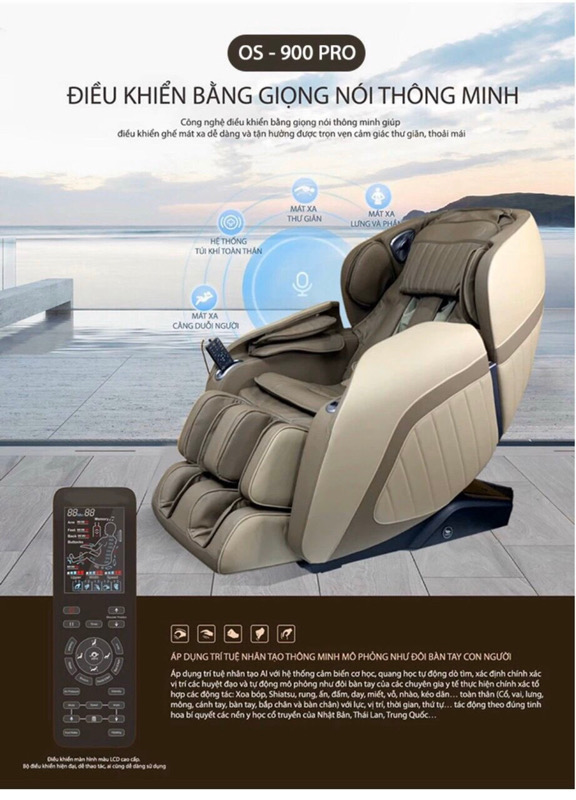 OS - 900 PRO
ĐIỀU KHIỂN BẰNG GIỌNG NÓI THÔNG MINH
Công nghệ điều khiển bằng giọng nói thông minh giúp
điều khiển ghế mát xa dễ dàng và tận hưởng được trọn vẹn cảm giác thư giãn, thoải mái
MÁT XA
THƯ GIÃN
MÁT XA
LƯNG VÀ PHẦN
HỆ THỐNG
TÚI KHÍ TOÀN THÂN
MÁT XA
CĂNG DUỖI NGƯỜI
88 88
ÁP DỤNG TRÍ TUỆ NHÂN TẠO THÔNG MINH MÔ PHỎNG NHƯ ĐÔI BÀN TAY CON NGƯỜI
Áp dụng trí tuệ nhân tạo AI với hệ thống cảm biến cơ học, quang học tự động dò tìm, xác định chính xác
vị trí các huyệt đạo và tự động mô phỏng như đôi bàn tay của các chuyên gia y tế thực hiện chính xác tổ
hợp các động tác: Xoa bóp, Shiatsu, rung, ấn, đấm, day, miết, vỗ, nhào, kéo dãn... toàn thân (Cổ, vai, lưng,
mông, cánh tay, bàn tay, bắp chân và bàn chân) với lực, vị trí, thời gian, thứ tự... tác động theo đúng tinh
hoa bí quyết các nền y học cổ truyền của Nhật Bản, Thái Lan, Trung Quốc...
Điều khiển màn hình màu LCD cao cấp.
Bộ điều khiển hiện đại, dễ thao tác, ai cũng dễ dàng sử dụng